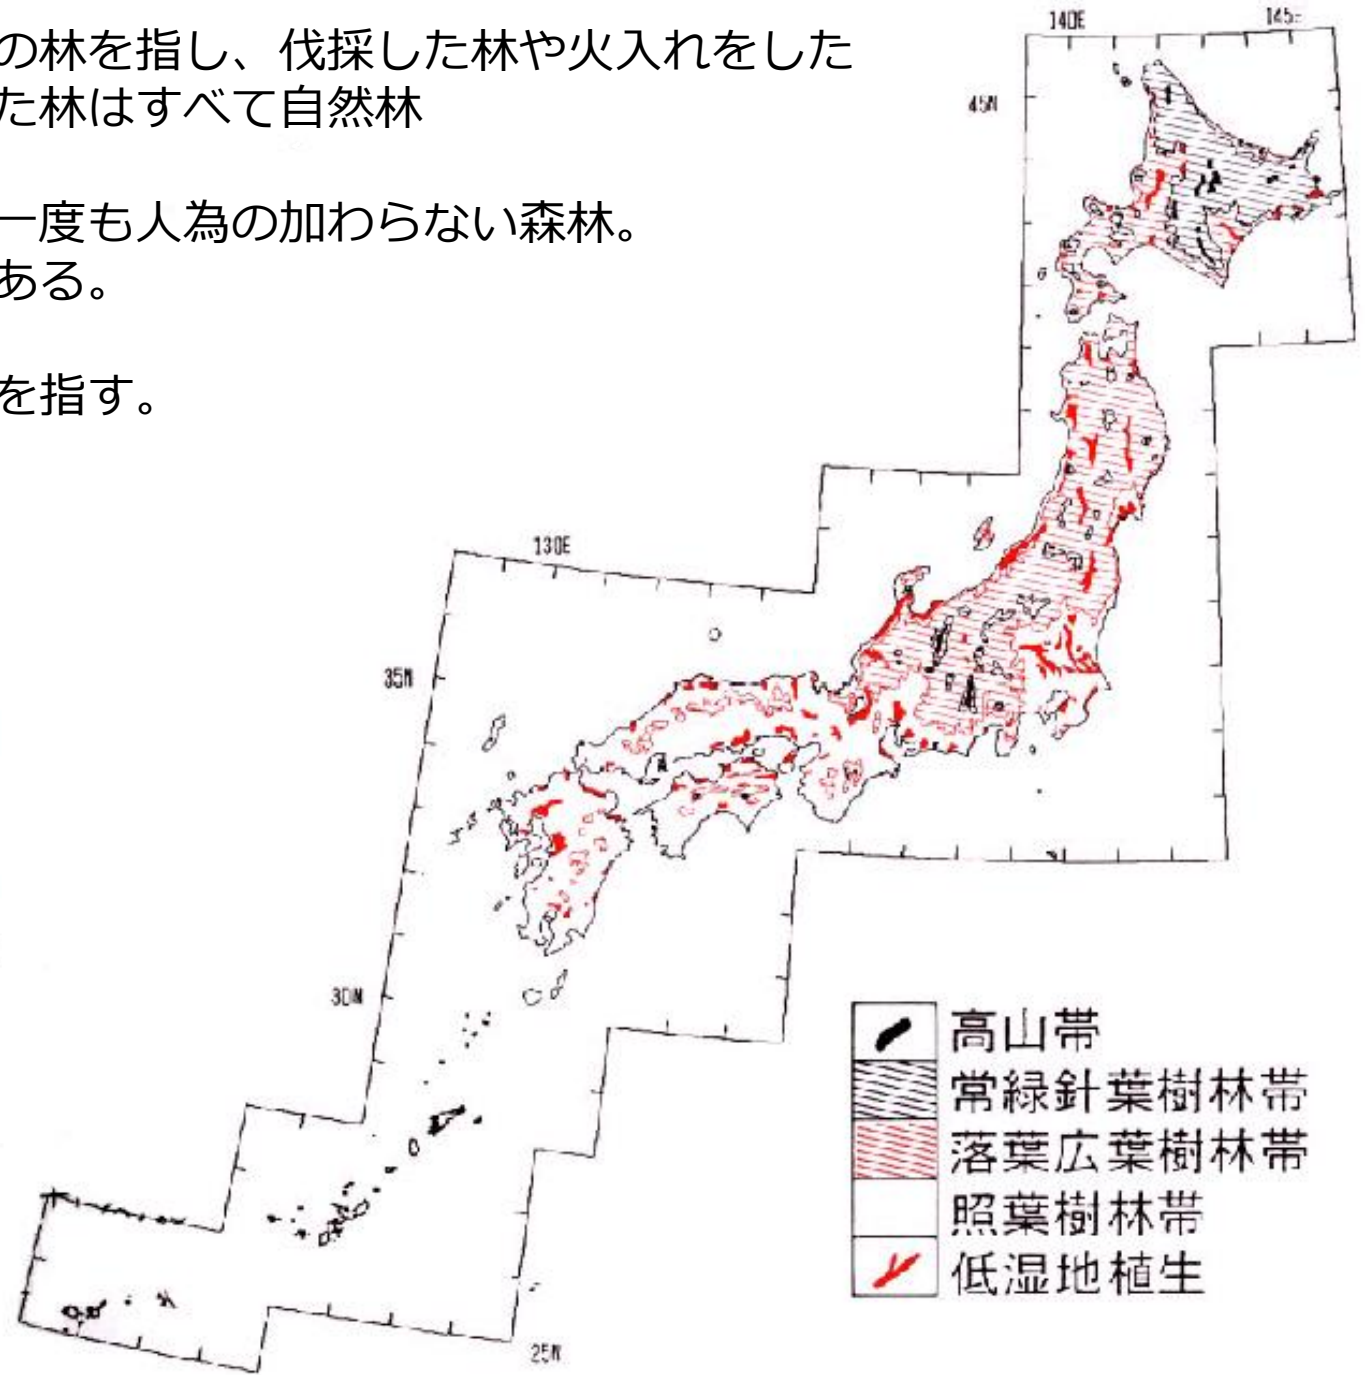 の林を指し、伐採した林や火入れをした
た林はすべて自然林
一度も人為の加わらない森林。
ある。
を指す。
140E
145E
45N
130E
35N
30N
25N
高山帯
常緑針葉樹林帯
落葉広葉樹林帯
照葉樹林帯
低湿地植生